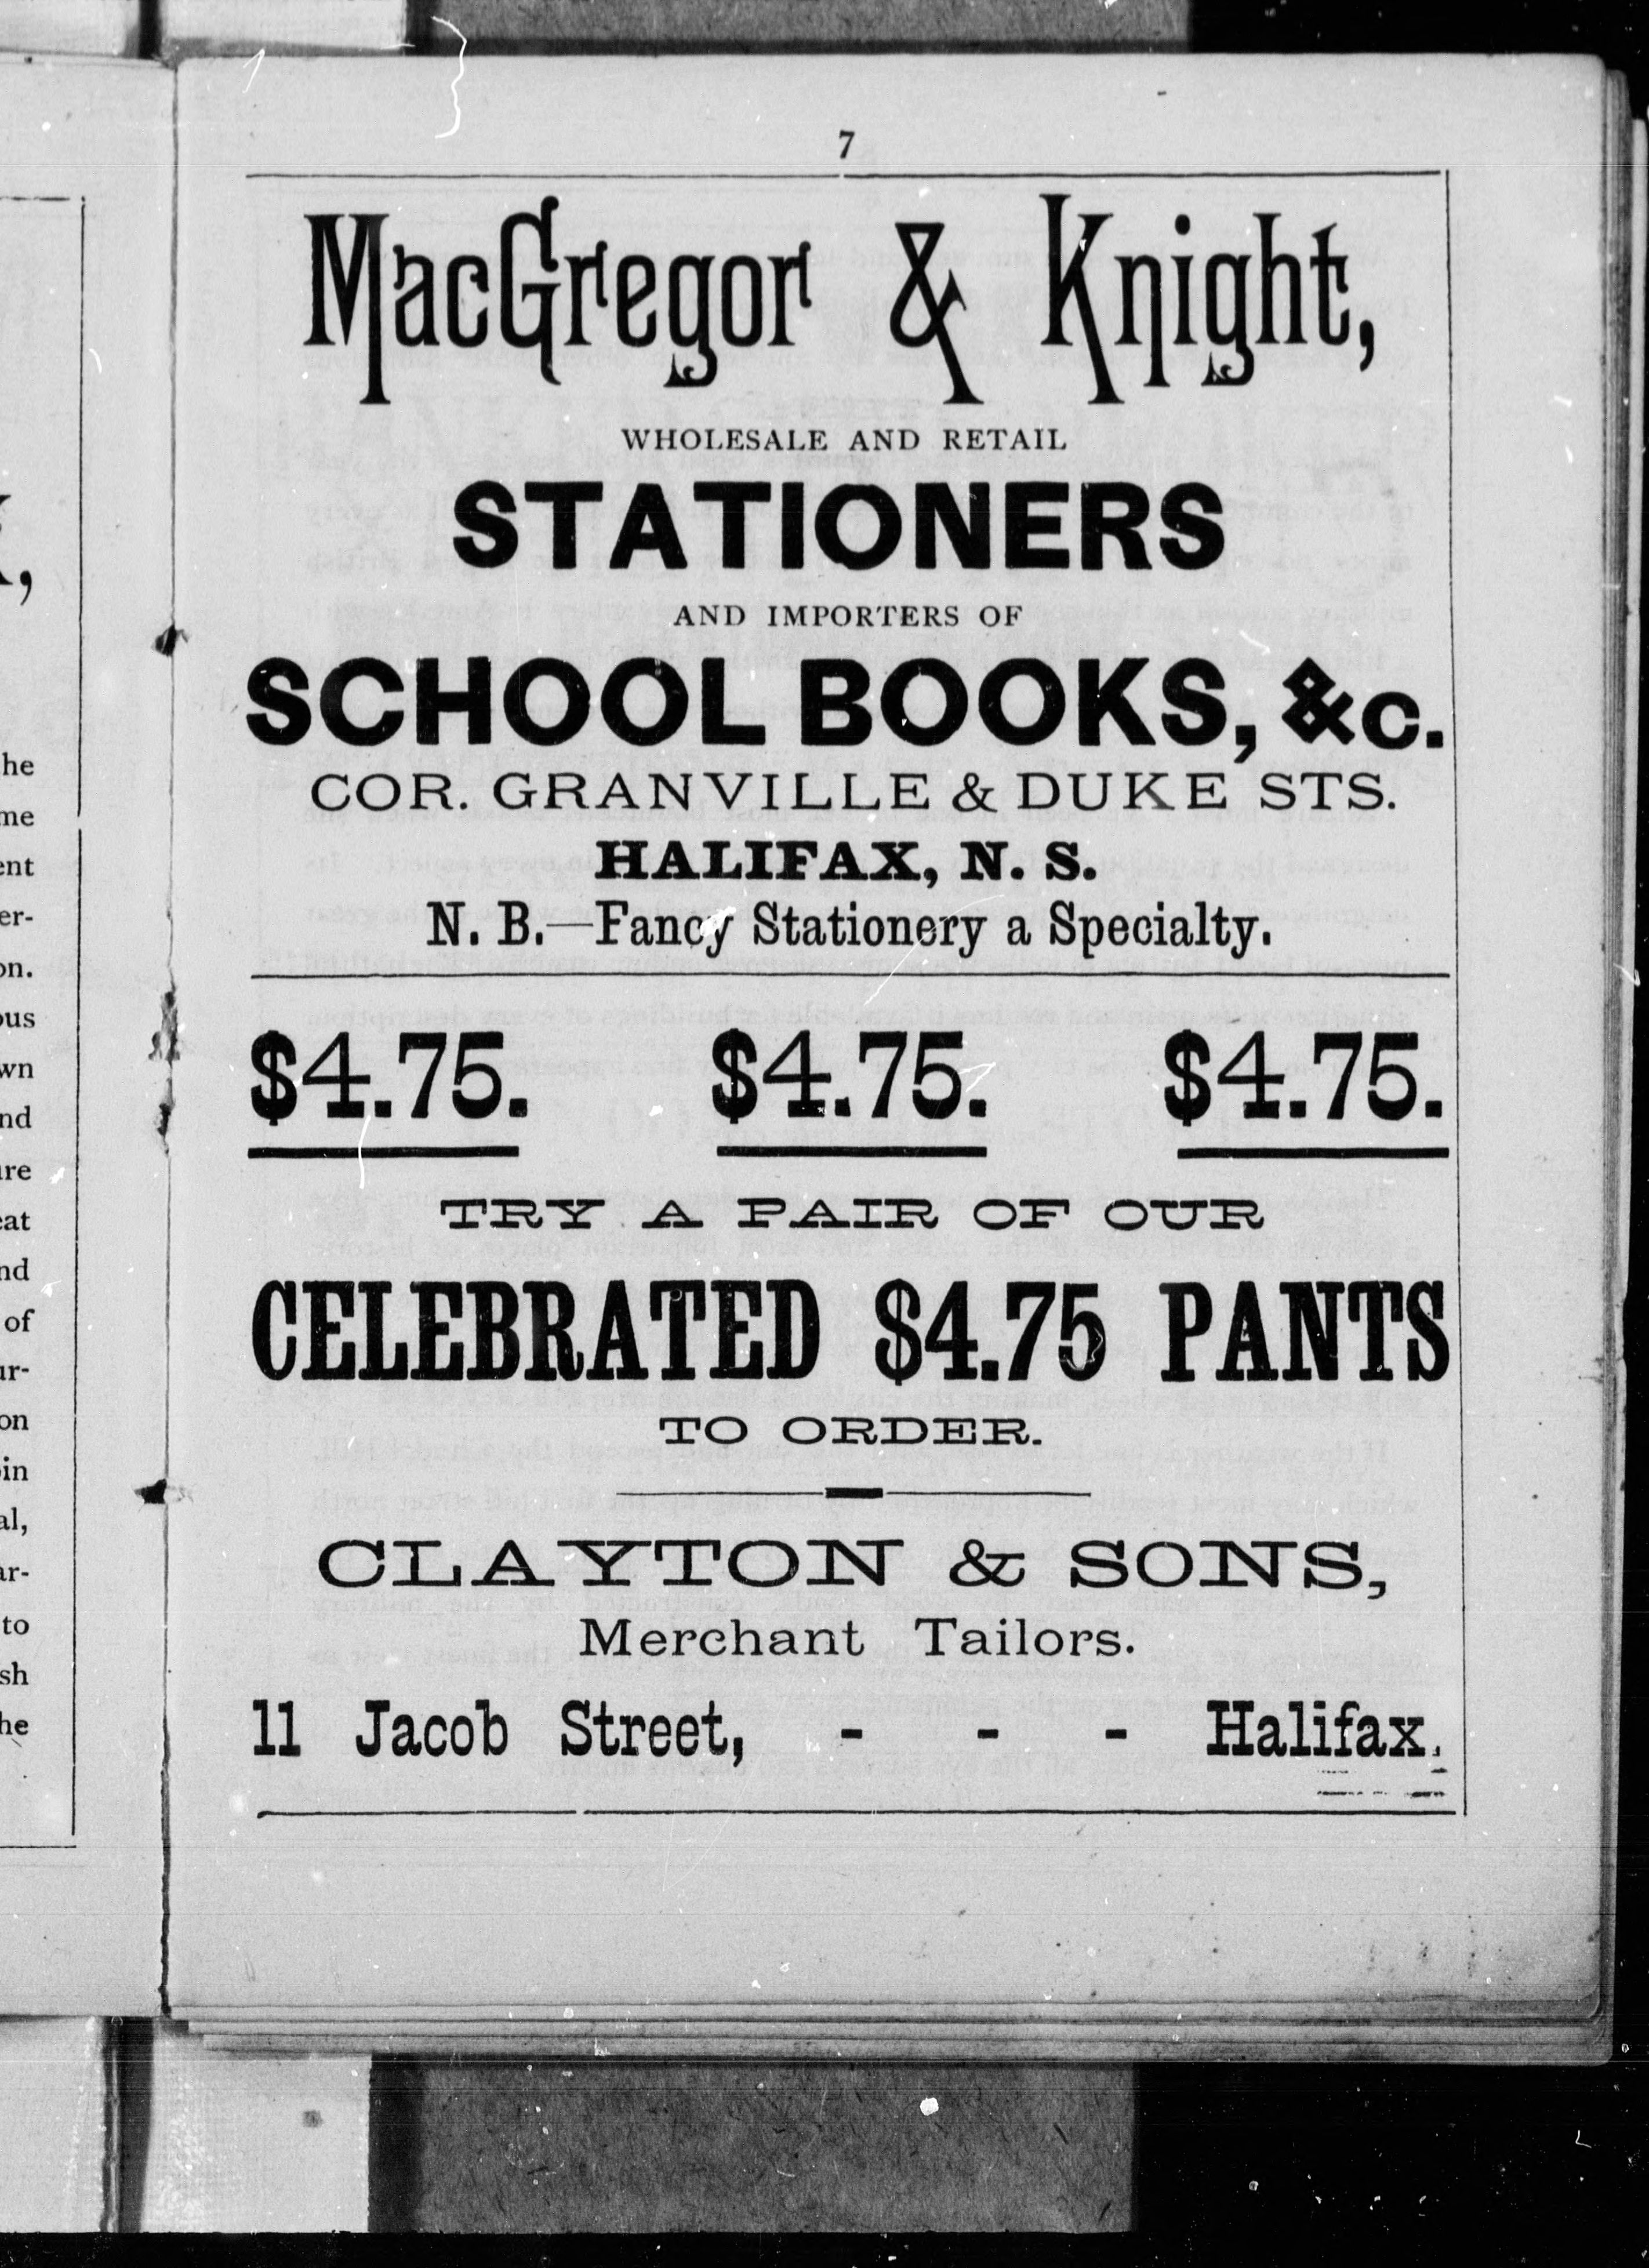 7
MacGregor & Knight,
WHOLESALE AND RETAIL
STATIONERS
AND IMPORTERS OF
SCHOOL BOOKS, &c.
COR. GRANVILLE & DUKE STS.
HALIFAX, N. S.
N. B.—Fancy Stationery a Specialty.
$4.75. $4.75. $4.75.
TRY A PAIR OF OUR
CELEBRATED $4.75 PANTS
TO ORDER.
CLAYTON & SONS,
Merchant Tailors.
11 Jacob Street, - - - Halifax.